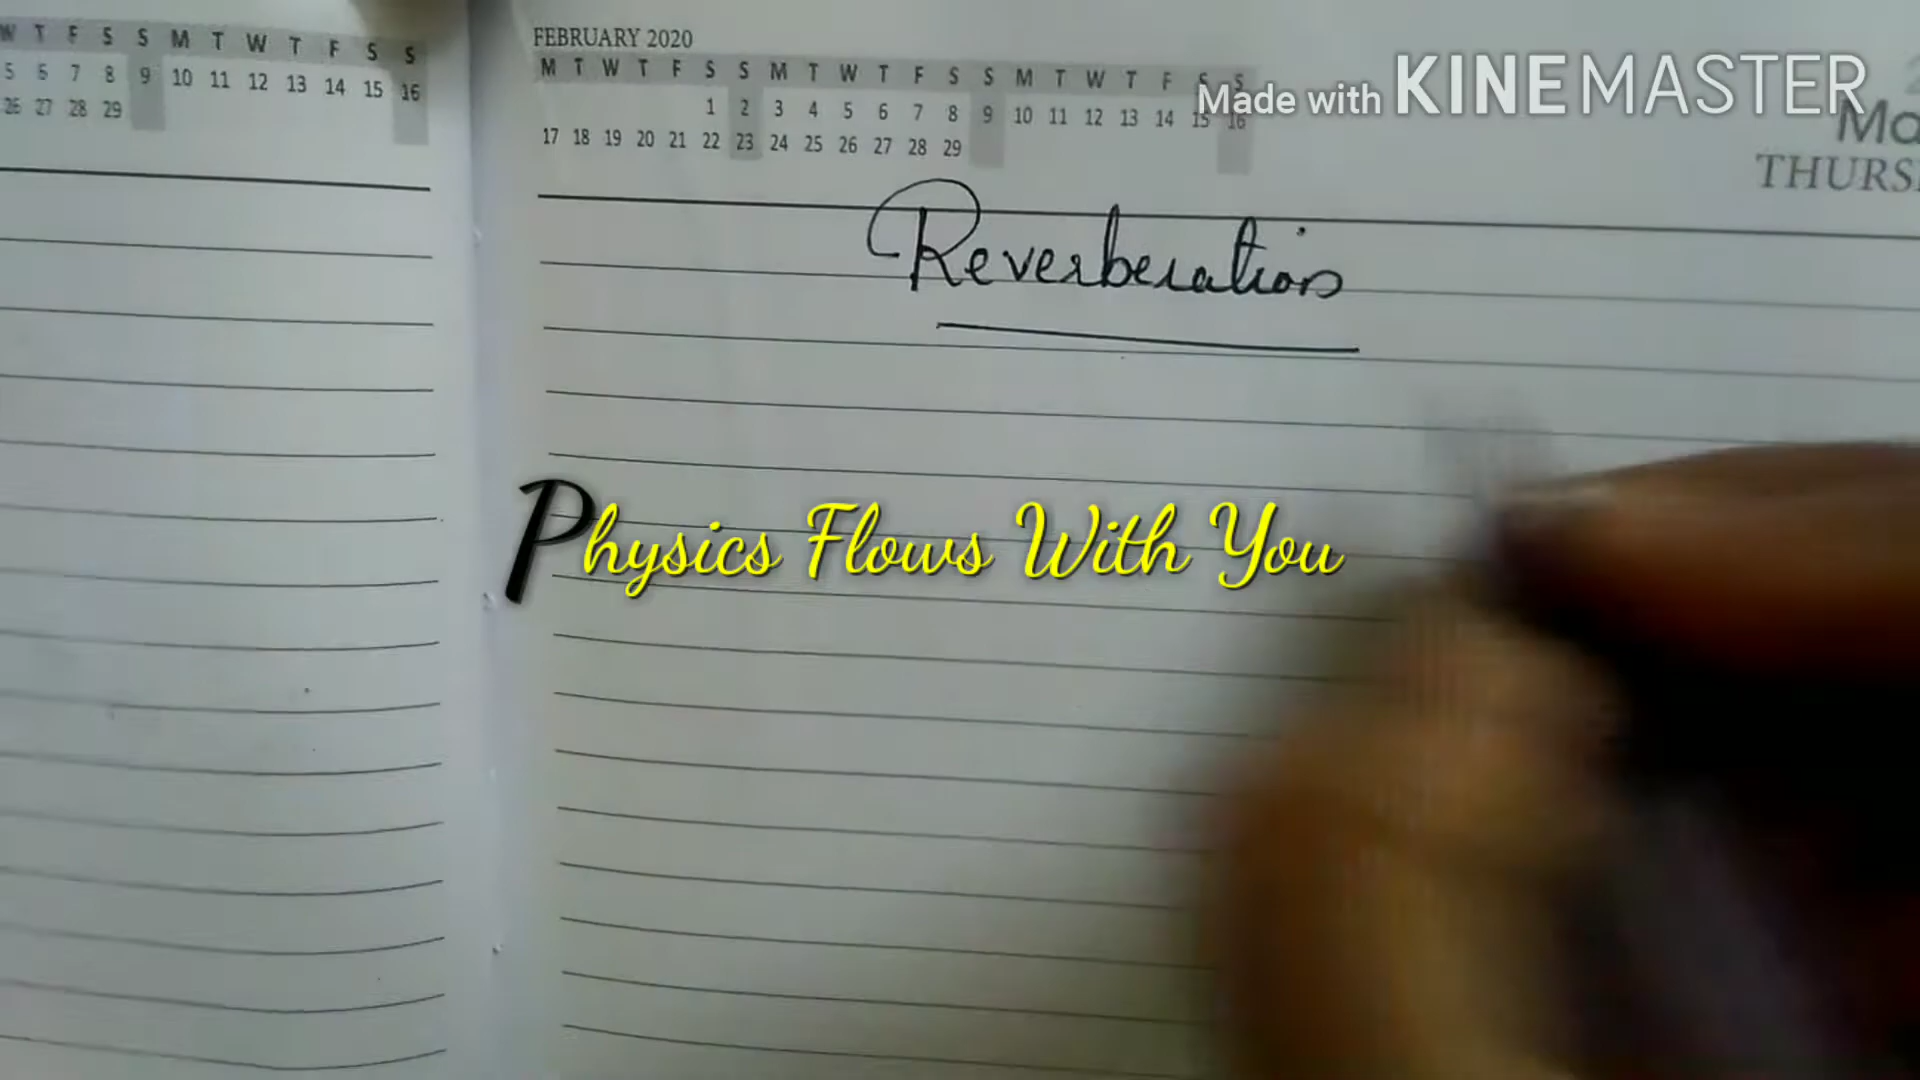 W T F S S M T W T F S S
5 6 7 8 9 10 11 12 13 14 15 16
26 27 28 29
FEBRUARY 2020
M T W T F S S M T W T F S S M T W T F S S
1 2 3 4 5 6 7 8 9 10 11 12 13 14 15 16
17 18 19 20 21 22 23 24 25 26 27 28 29
Made with KINEMASTER
Reverberation
Physics Flows With You